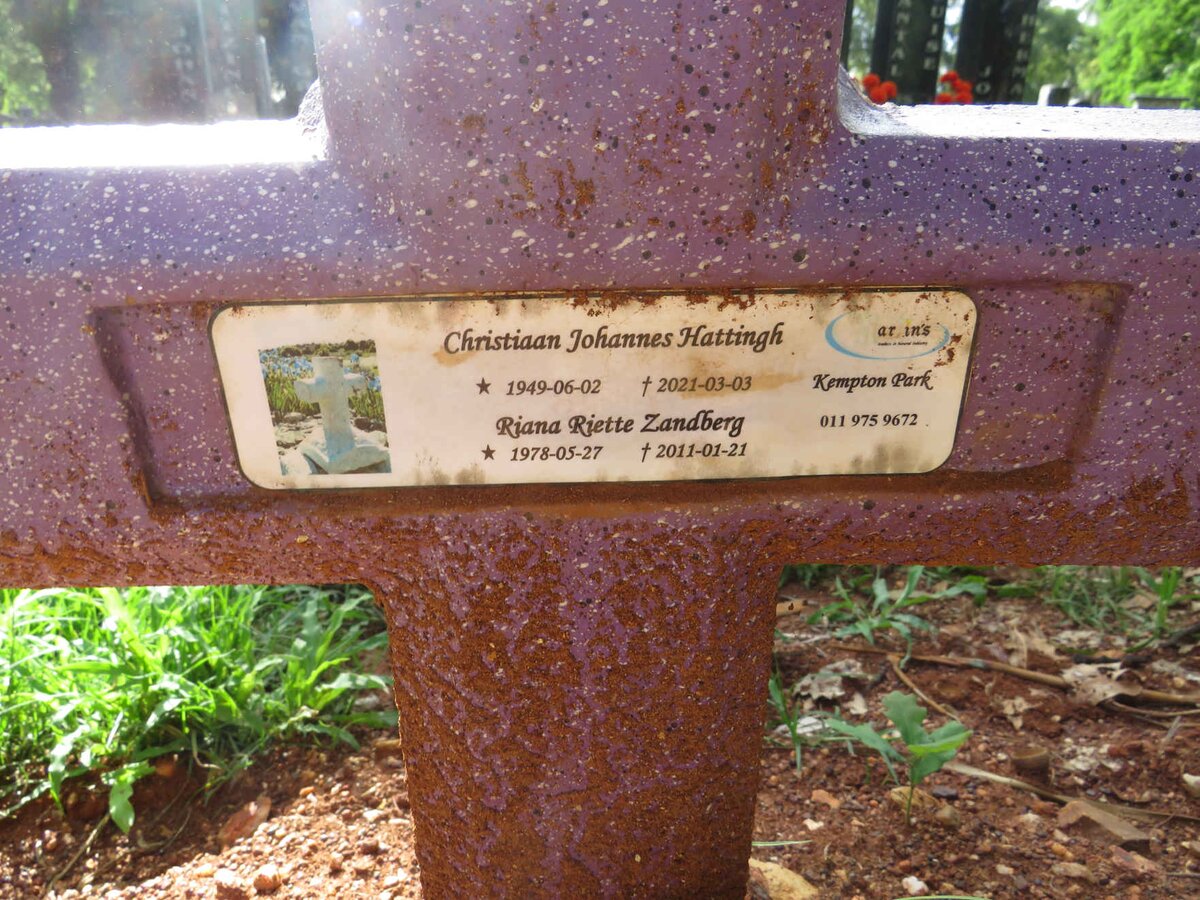 Christiaan Johannes Hattingh
★ 1949-06-02 † 2021-03-03
Riana Riette Zandberg
★ 1978-05-27 † 2011-01-21
Kempton Park
011 975 9672